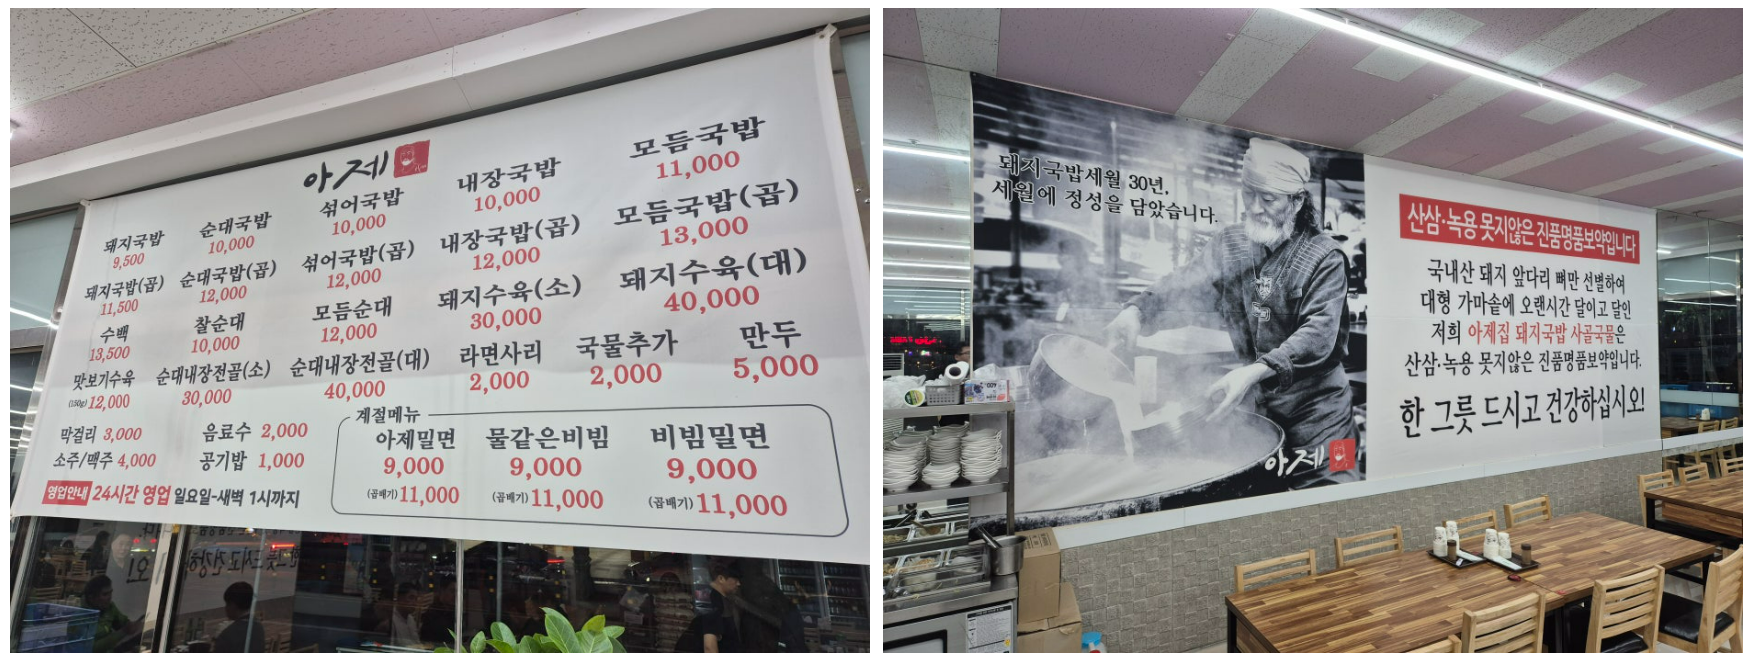 아제
돼지국밥 순대국밥 섞어국밥 내장국밥 모듬국밥
9,500 10,000 10,000 10,000 11,000
돼지국밥(곱) 순대국밥(곱) 섞어국밥(곱) 내장국밥(곱) 모듬국밥(곱)
11,500 12,000 12,000 12,000 13,000
수백 찰순대 모듬순대 돼지수육(소) 돼지수육(대)
13,500 10,000 12,000 30,000 40,000
맛보기수육 순대내장전골(소) 순대내장전골(대) 라면사리 국물추가 만두
(150g) 12,000 30,000 40,000 2,000 2,000 5,000
막걸리 3,000 음료수 2,000
소주/맥주 4,000 공기밥 1,000
영업안내 24시간 영업 일요일-새벽 1시까지
계절메뉴
아제밀면 물같은비빔 비빔밀면
9,000 9,000 9,000
(곱배기) 11,000 (곱배기) 11,000 (곱배기) 11,000
돼지국밥세월 30년,
세월에 정성을 담았습니다.
아제
산삼·녹용 못지않은 진품명품보약입니다
국내산 돼지 앞다리 뼈만 선별하여
대형 가마솥에 오랜시간 달이고 달인
저희 아제집 돼지국밥 사골국물은
산삼·녹용 못지않은 진품명품보약입니다.
한 그릇 드시고 건강하십시오!